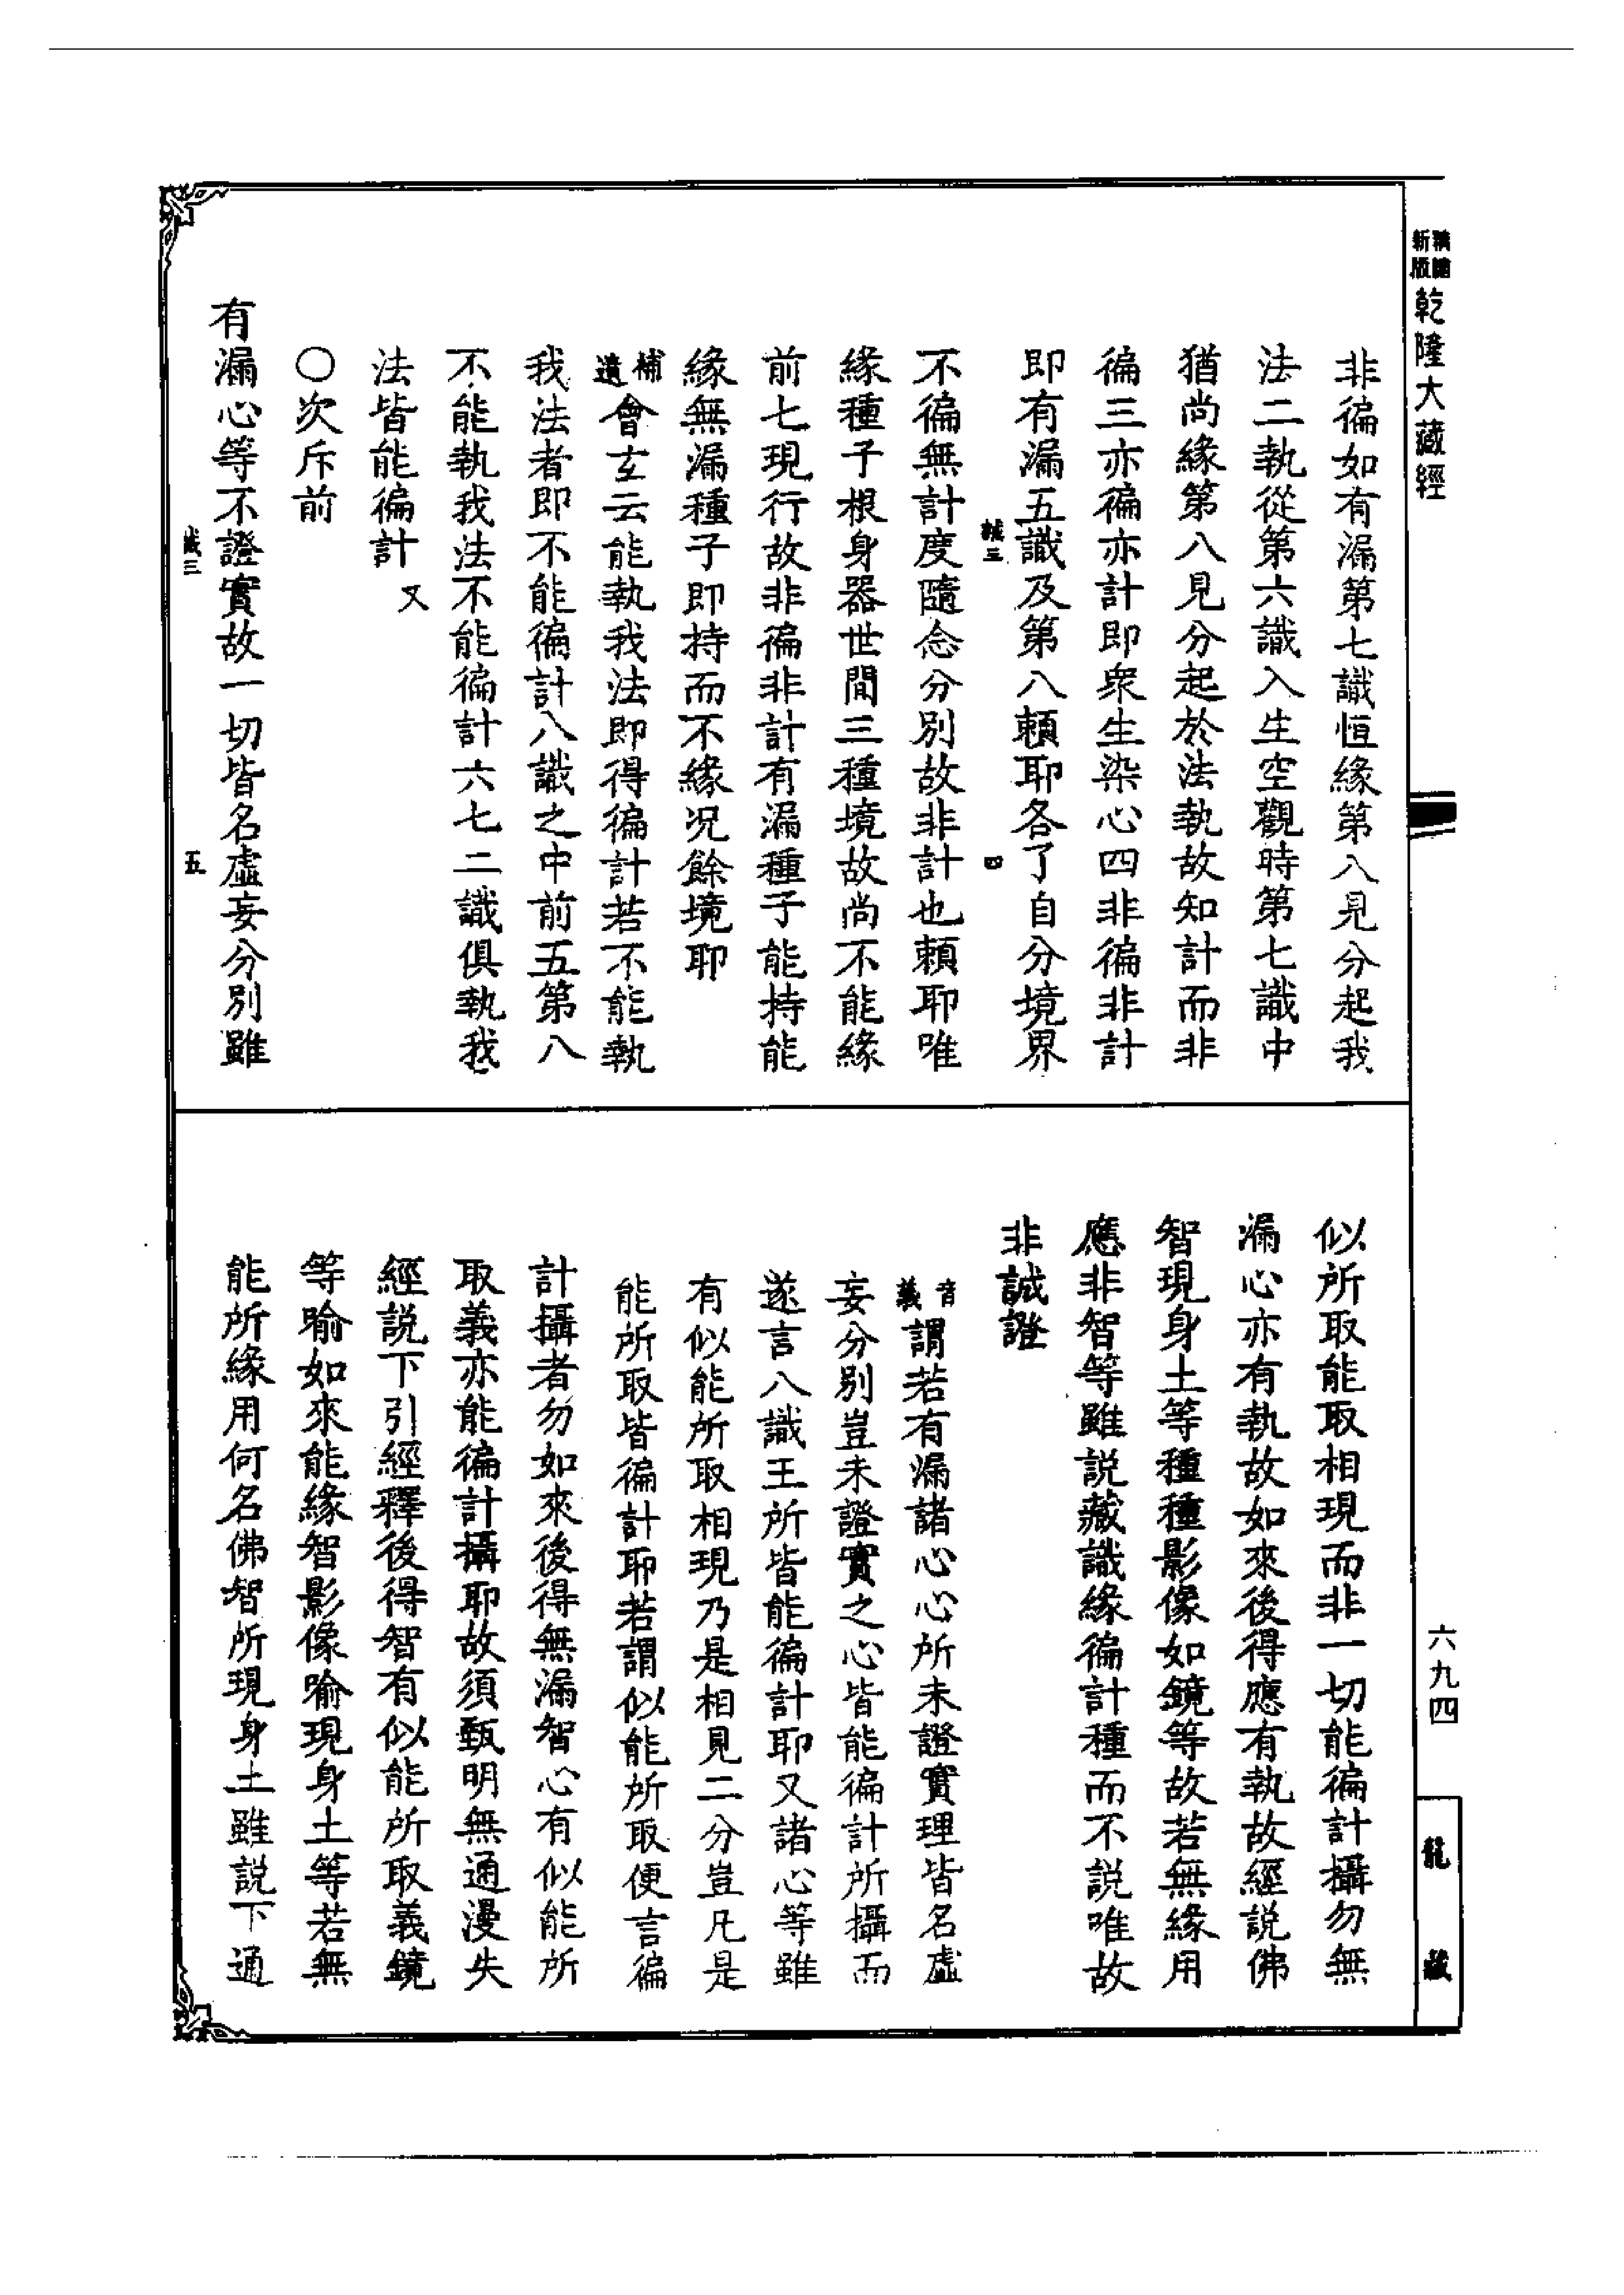 精繕
新版
乾隆大藏經
非徧如有漏第七識恒緣第八見分起我
法二執從第六識入生空觀時第七識中
猶尚緣第八見分起於法執故知計而非
徧三亦徧亦計即衆生染心四非徧非計
即有漏五識及第八賴耶各了自分境界
誠三
四
不徧無計度隨念分別故非計也賴耶唯
緣種子根身器世間三種境故尚不能緣
前七現行故非徧非計有漏種子能持能
緣無漏種子即持而不緣况餘境耶
補遺
會玄云能執我法即得徧計若不能執
我法者即不能徧計八識之中前五第八
不能執我法不能徧計六七二識俱執我
法皆能徧計
又
〇次斥前
有漏心等不證實故一切皆名虛妄分別雖
誠三
五
似所取能取相現而非一切能徧計攝勿無
漏心亦有執故如來後得應有執故經說佛
智現身土等種種影像如鏡等故若無緣用
應非智等雖說藏識緣徧計種而不說唯故
非誠證
音義
謂若有漏諸心心所未證實理皆名虛
妄分別豈未證實之心皆能徧計所攝而
遂言八識王所皆能徧計耶又諸心等雖
有似能所取相現乃是相見二分豈凡是
能所取皆徧計耶若謂似能所取便言徧
計攝者勿如來後得無漏智心有似能所
取義亦能徧計攝耶故須甄明無通漫失
經說下引經釋後得智有似能所取義鏡
等喻如來能緣智影像喻現身土等若無
能所緣用何名佛智所現身土雖說下通
六九四
龍藏